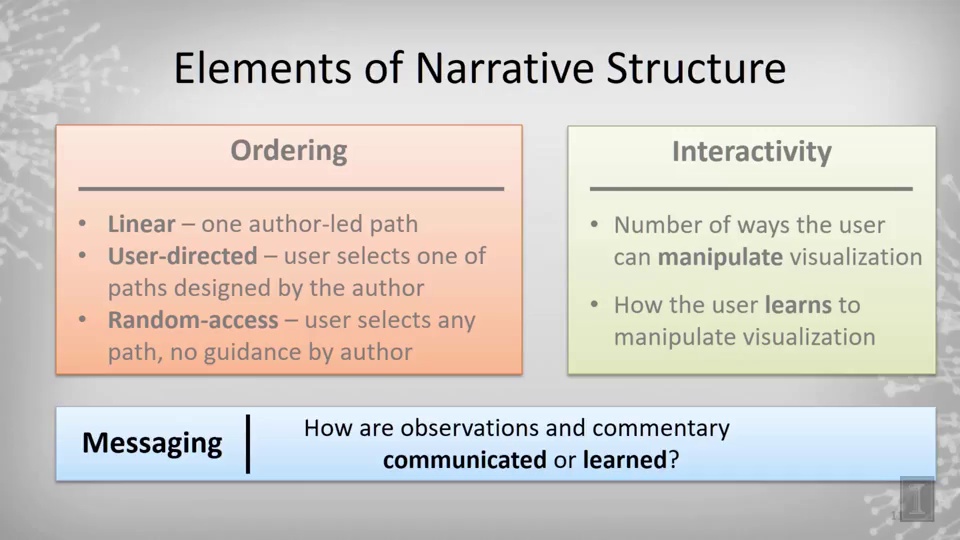 Elements of Narrative Structure
Ordering
• Linear – one author-led path
• User-directed – user selects one of
paths designed by the author
• Random-access – user selects any
path, no guidance by author
Interactivity
• Number of ways the user
can manipulate visualization
• How the user learns to
manipulate visualization
Messaging
How are observations and commentary
communicated or learned?
I